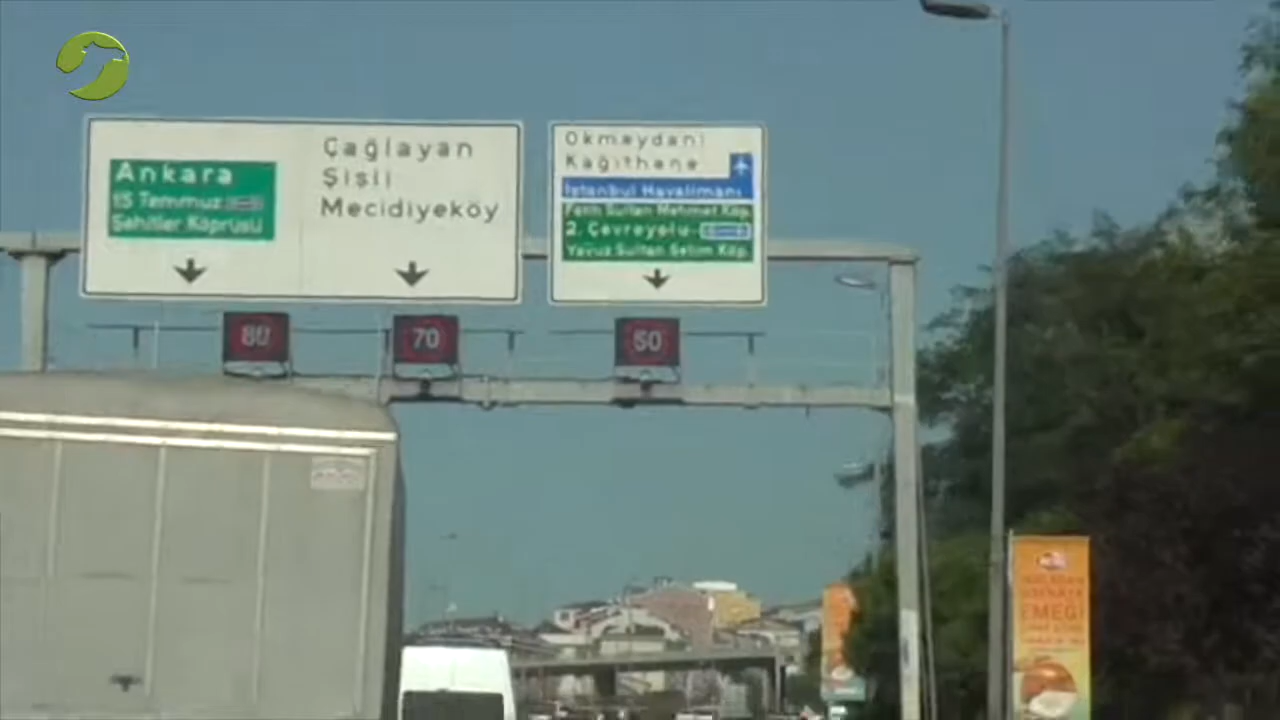 Ankara
15 Temmuz
Şehitler Köprüsü
Çağlayan
Şişli
Mecidiyeköy
Okmeydanı
Kağıthane
İstanbul Havalimanı
Fatih Sultan Mehmet Köp.
2. Çevreyolu
Yavuz Sultan Selim Köp.
80
70
50
EMEĞİ